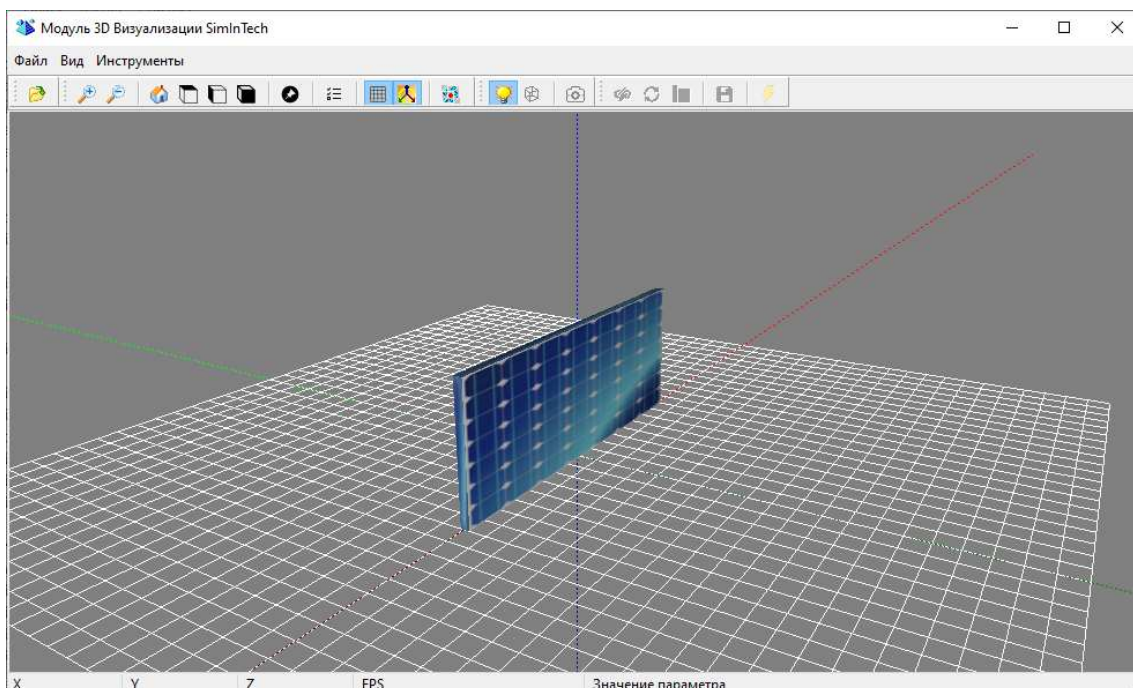 Модуль 3D Визуализации SimInTech
Файл Вид Инструменты
X Y Z FPS Значение параметра